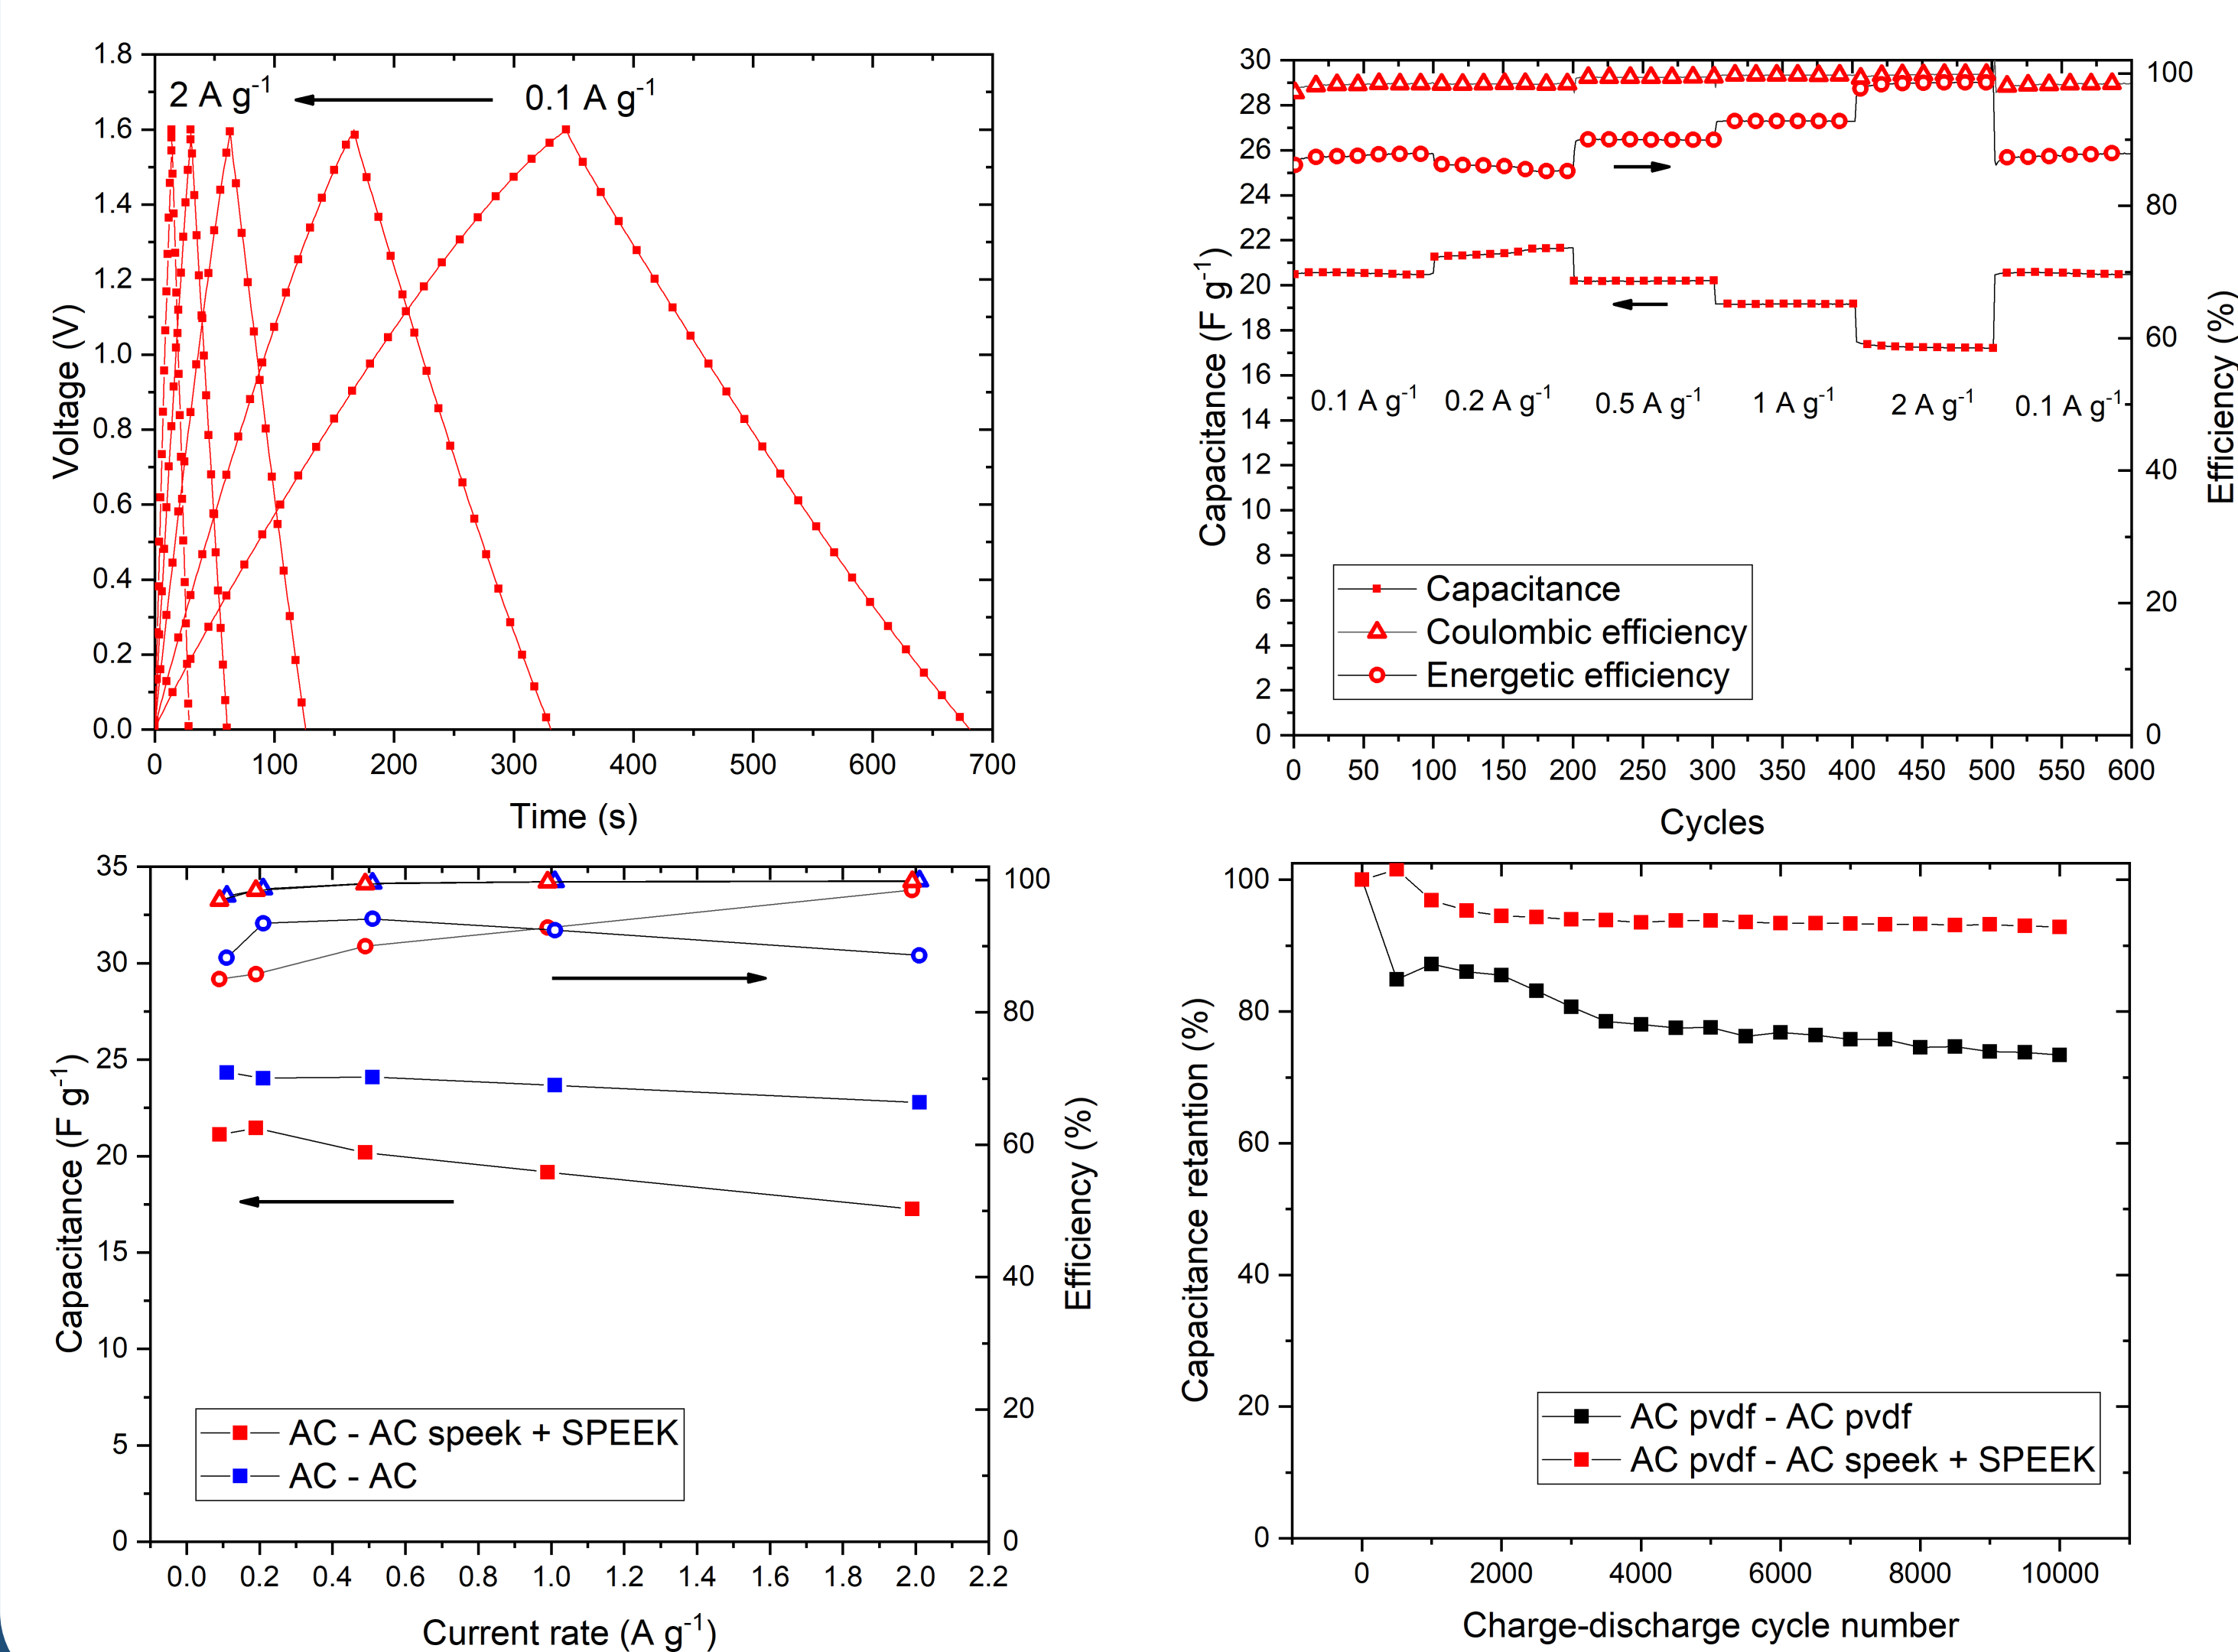 1.8
1.6
1.4
1.2
1.0
0.8
0.6
0.4
0.2
0.0
Voltage (V)
2 A g-1
0.1 A g-1
0 100 200 300 400 500 600 700
Time (s)
30
28
26
24
22
20
18
16
14
12
10
8
6
4
2
0
Capacitance (F g-1)
0.1 A g-1 0.2 A g-1 0.5 A g-1 1 A g-1 2 A g-1 0.1 A g-1
Capacitance
Coulombic efficiency
Energetic efficiency
100
80
60
40
20
0
Efficiency (%)
0 50 100 150 200 250 300 350 400 450 500 550 600
Cycles
35
30
25
20
15
10
5
0
Capacitance (F g-1)
AC - AC speek + SPEEK
AC - AC
100
80
60
40
20
0
Efficiency (%)
0.0 0.2 0.4 0.6 0.8 1.0 1.2 1.4 1.6 1.8 2.0 2.2
Current rate (A g-1)
100
80
60
40
20
0
Capacitance retantion (%)
AC pvdf - AC pvdf
AC pvdf - AC speek + SPEEK
0 2000 4000 6000 8000 10000
Charge-discharge cycle number